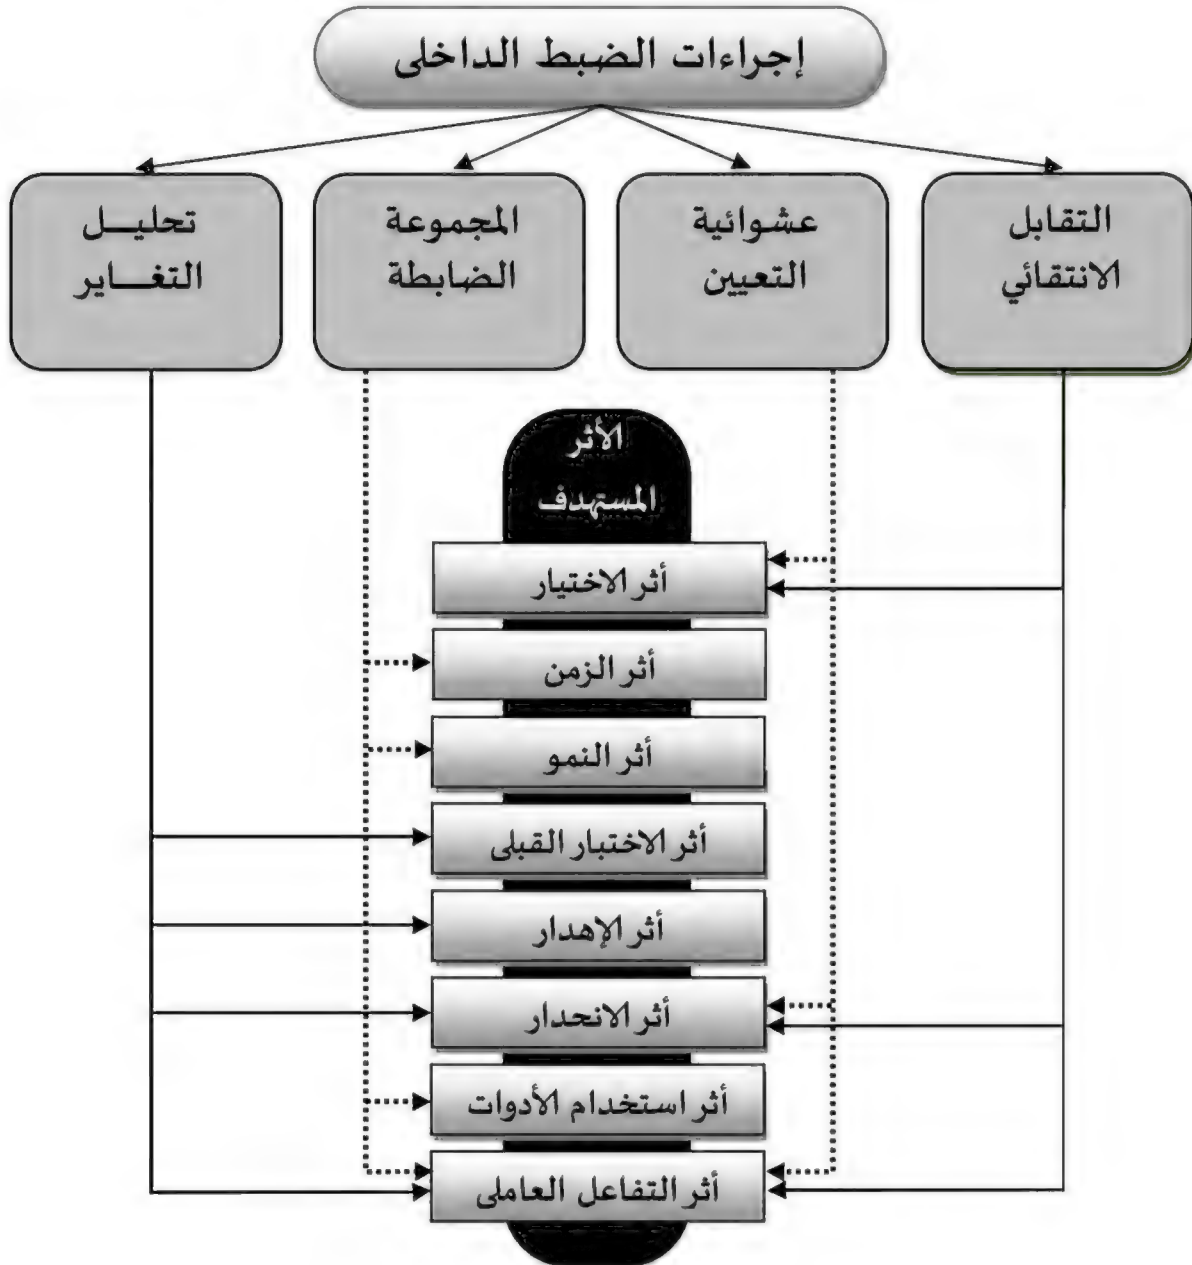 إجراءات الضبط الداخلى
التقابل
الانتقائي
عشوائية
التعيين
المجموعة
الضابطة
تحليل
التغاير
الأثر
المستهدف
أثر الاختيار
أثر الزمن
أثر النمو
أثر الاختبار القبلى
أثر الإهدار
أثر الانحدار
أثر استخدام الأدوات
أثر التفاعل العاملى